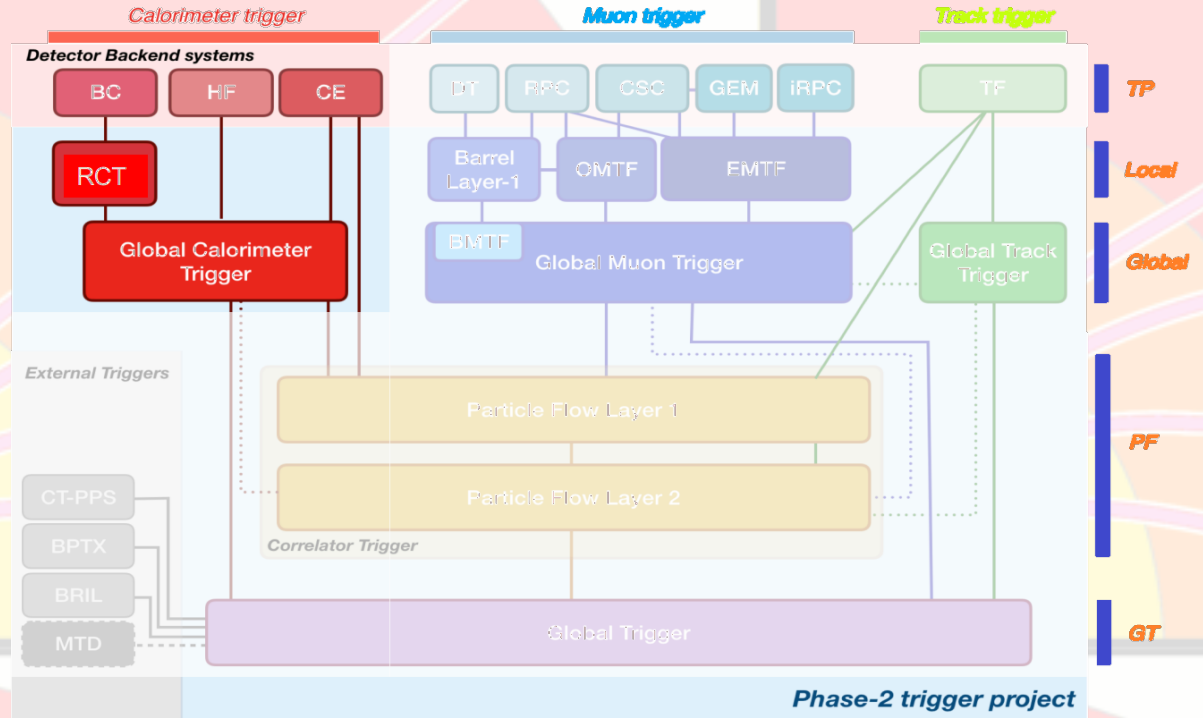 Calorimeter trigger
Muon trigger
Track trigger
Detector Backend systems
BC
HF
CE
DT
RPC
CSC
GEM
iRPC
TF
TP
RCT
Barrel
Layer-1
OMTF
EMTF
Local
Global Calorimeter
Trigger
BMTF
Global Muon Trigger
Global Track
Trigger
Global
External Triggers
Particle Flow Layer 1
PF
Particle Flow Layer 2
CT-PPS
Correlator Trigger
BPTX
BRIL
MTD
Global Trigger
GT
Phase-2 trigger project